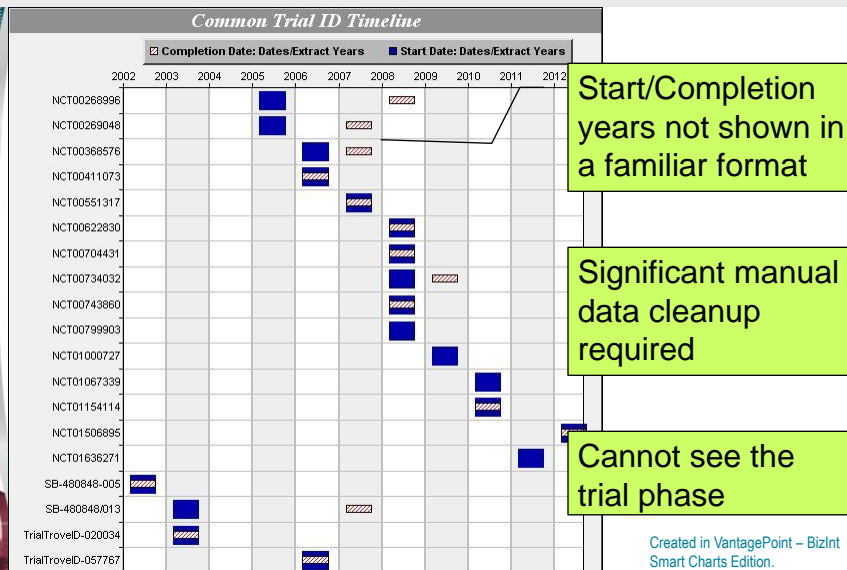 Common Trial ID Timeline
Completion Date: Dates/Extract Years Start Date: Dates/Extract Years
2002 2003 2004 2005 2006 2007 2008 2009 2010 2011 2012
NCT00268996
NCT00269048
NCT00368576
NCT00411073
NCT00551317
NCT00622830
NCT00704431
NCT00734032
NCT00743860
NCT00799903
NCT01000727
NCT01067339
NCT01154114
NCT01506895
NCT01636271
SB-480848-005
SB-480848/013
TrialTroveID-020034
TrialTroveID-057767
Start/Completion
years not shown in
a familiar format
Significant manual
data cleanup
required
Cannot see the
trial phase
Created in VantagePoint – BizInt
Smart Charts Edition.